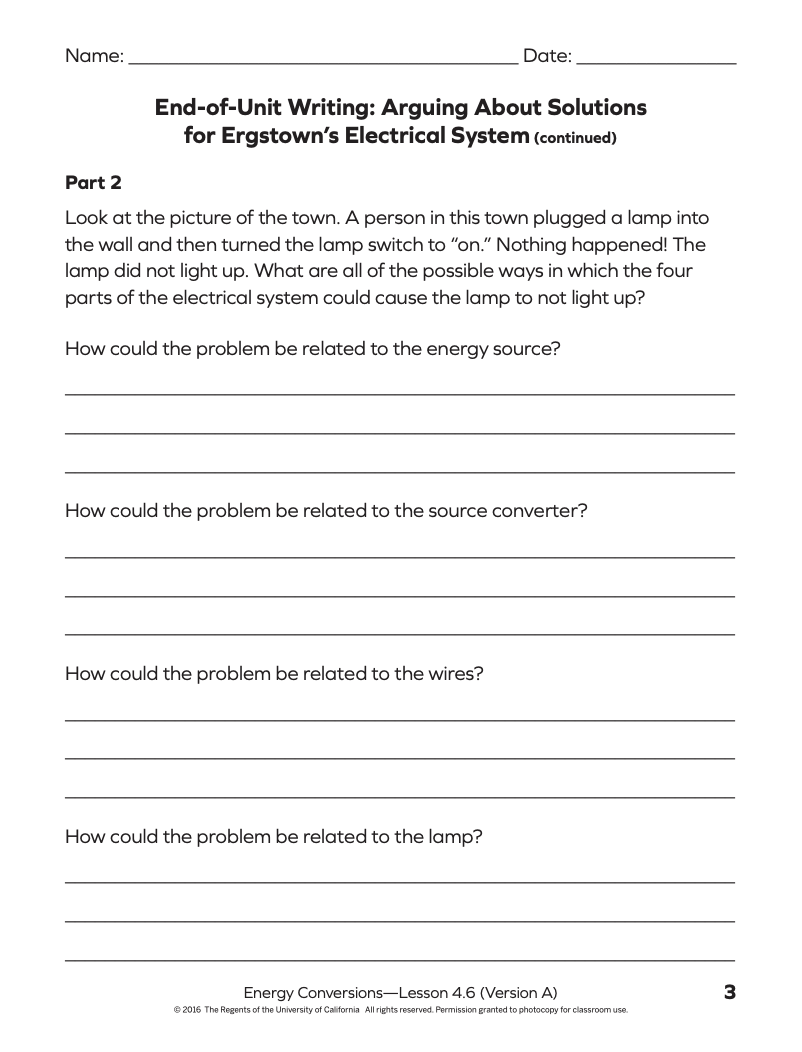 Name: Date:
End-of-Unit Writing: Arguing About Solutions
for Ergstown’s Electrical System (continued)
Part 2
Look at the picture of the town. A person in this town plugged a lamp into
the wall and then turned the lamp switch to “on.” Nothing happened! The
lamp did not light up. What are all of the possible ways in which the four
parts of the electrical system could cause the lamp to not light up?
How could the problem be related to the energy source?
How could the problem be related to the source converter?
How could the problem be related to the wires?
How could the problem be related to the lamp?
Energy Conversions—Lesson 4.6 (Version A)
3
© 2016 The Regents of the University of California All rights reserved. Permission granted to photocopy for classroom use.